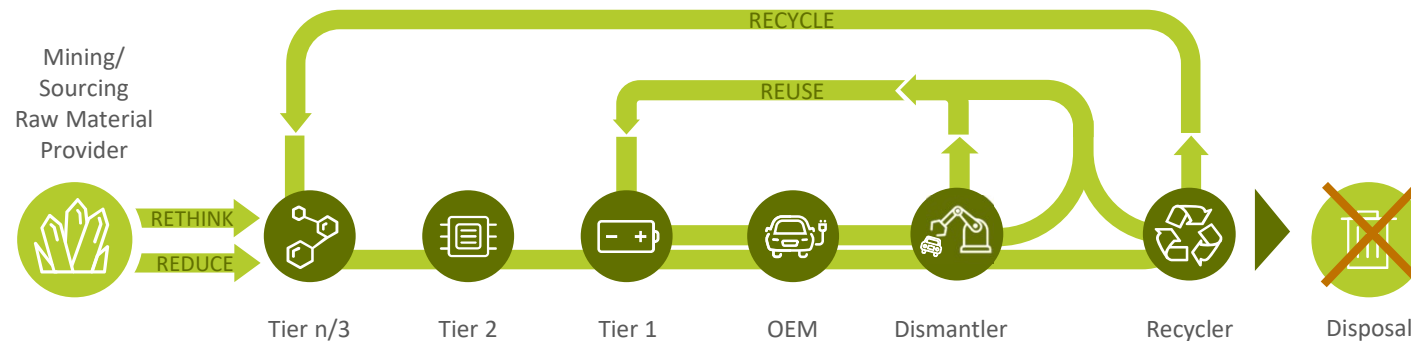 RECYCLE
Mining/
Sourcing
Raw Material
Provider
REUSE
RETHINK
REDUCE
Tier n/3
Tier 2
Tier 1
OEM
Dismantler
Recycler
Disposal